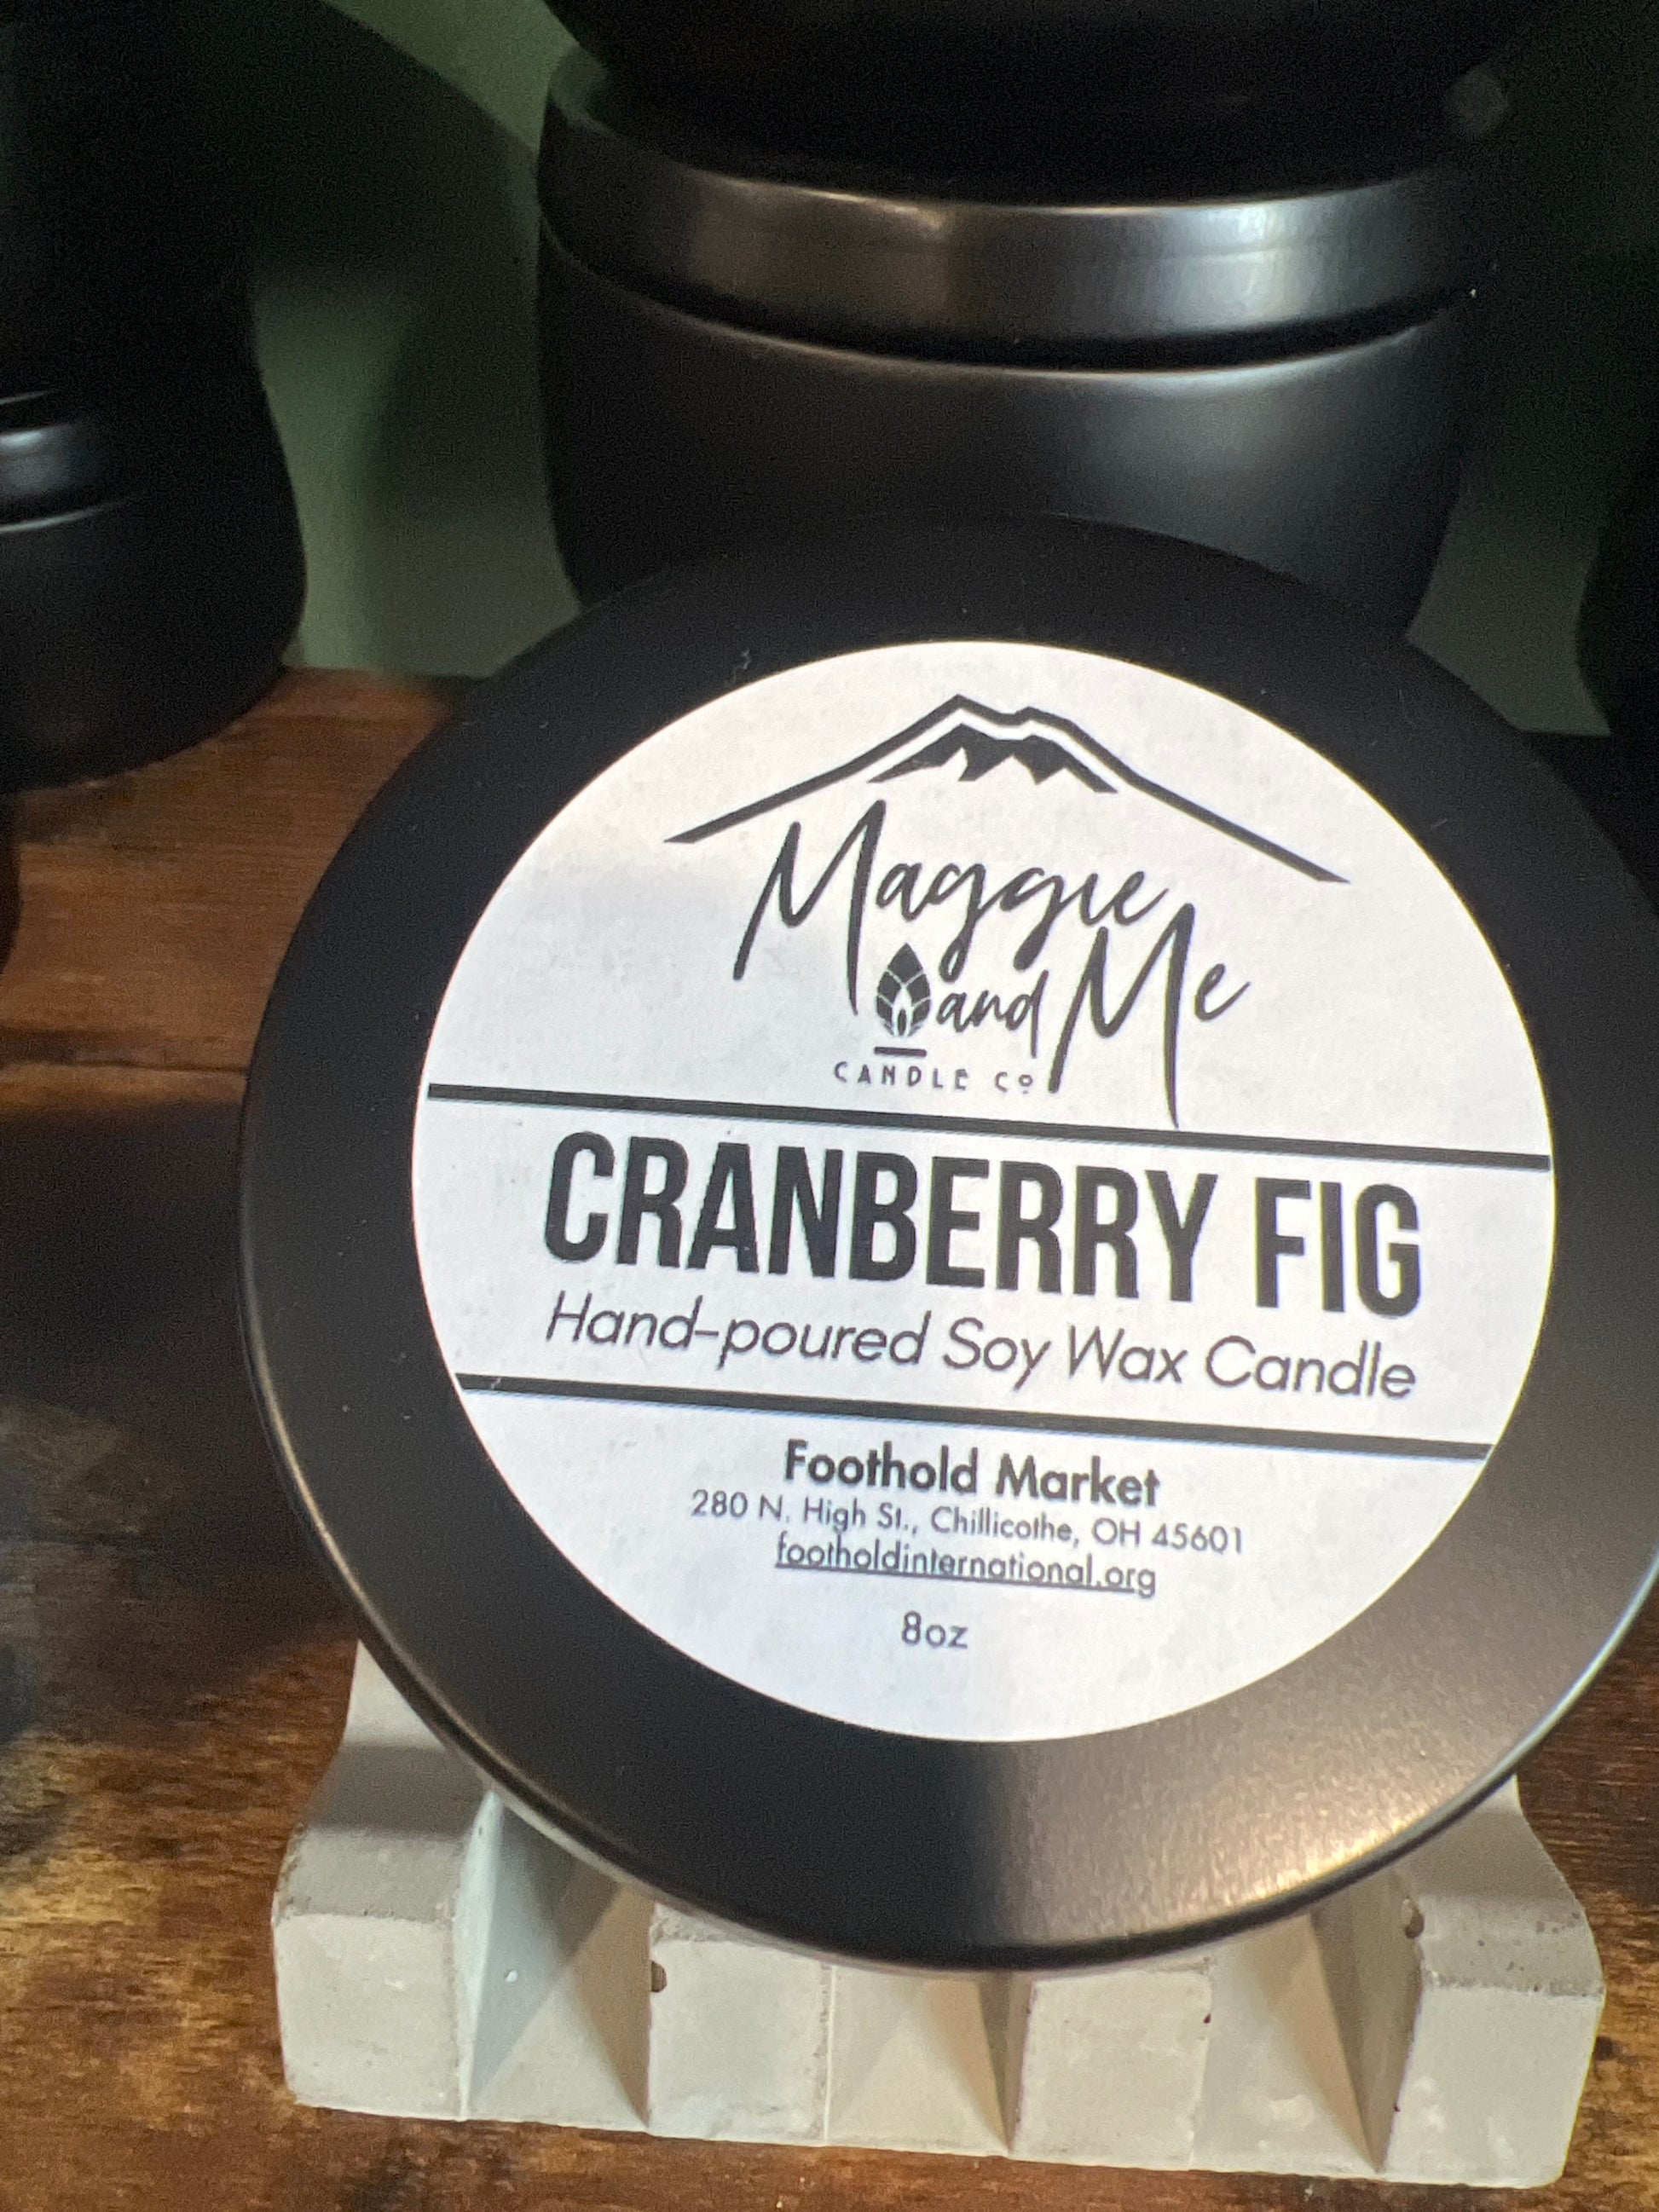 Maggie
and Me
CANDLE Co
CRANBERRY FIG
Hand-poured Soy Wax Candle
Foothold Market
280 N. High St., Chillicothe, OH 45601
footholdinternational.org
8oz